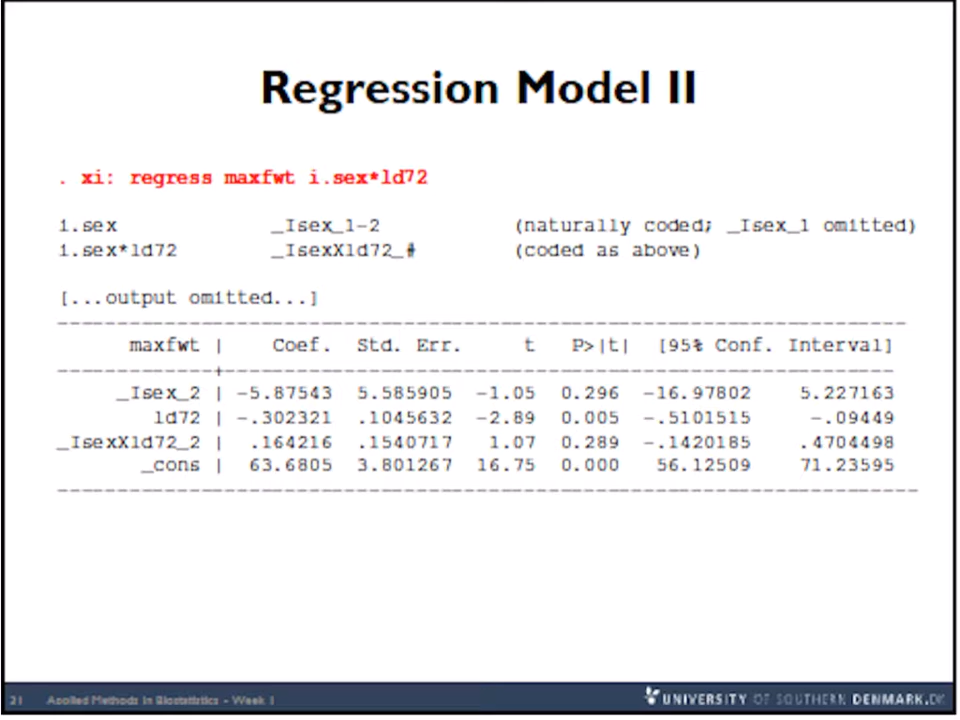 Regression Model II
. xi: regress maxfwt i.sex*ld72
i.sex _Isex_1-2 (naturally coded; _Isex_1 omitted)
i.sex*ld72 _IsexXld72_# (coded as above)
[...output omitted...]
maxfwt | Coef. Std. Err. t P>|t| [95% Conf. Interval]
_Isex_2 | -5.87543 5.585905 -1.05 0.296 -16.97802 5.227163
ld72 | -.302321 .1045632 -2.89 0.005 -.5101515 -.09449
_IsexXld72_2 | .164216 .1540717 1.07 0.289 -.1420185 .4704498
_cons | 63.6805 3.801267 16.75 0.000 56.12509 71.23595
21 Applied Methods in Biostatistics - Week 1
UNIVERSITY OF SOUTHERN DENMARK.DK